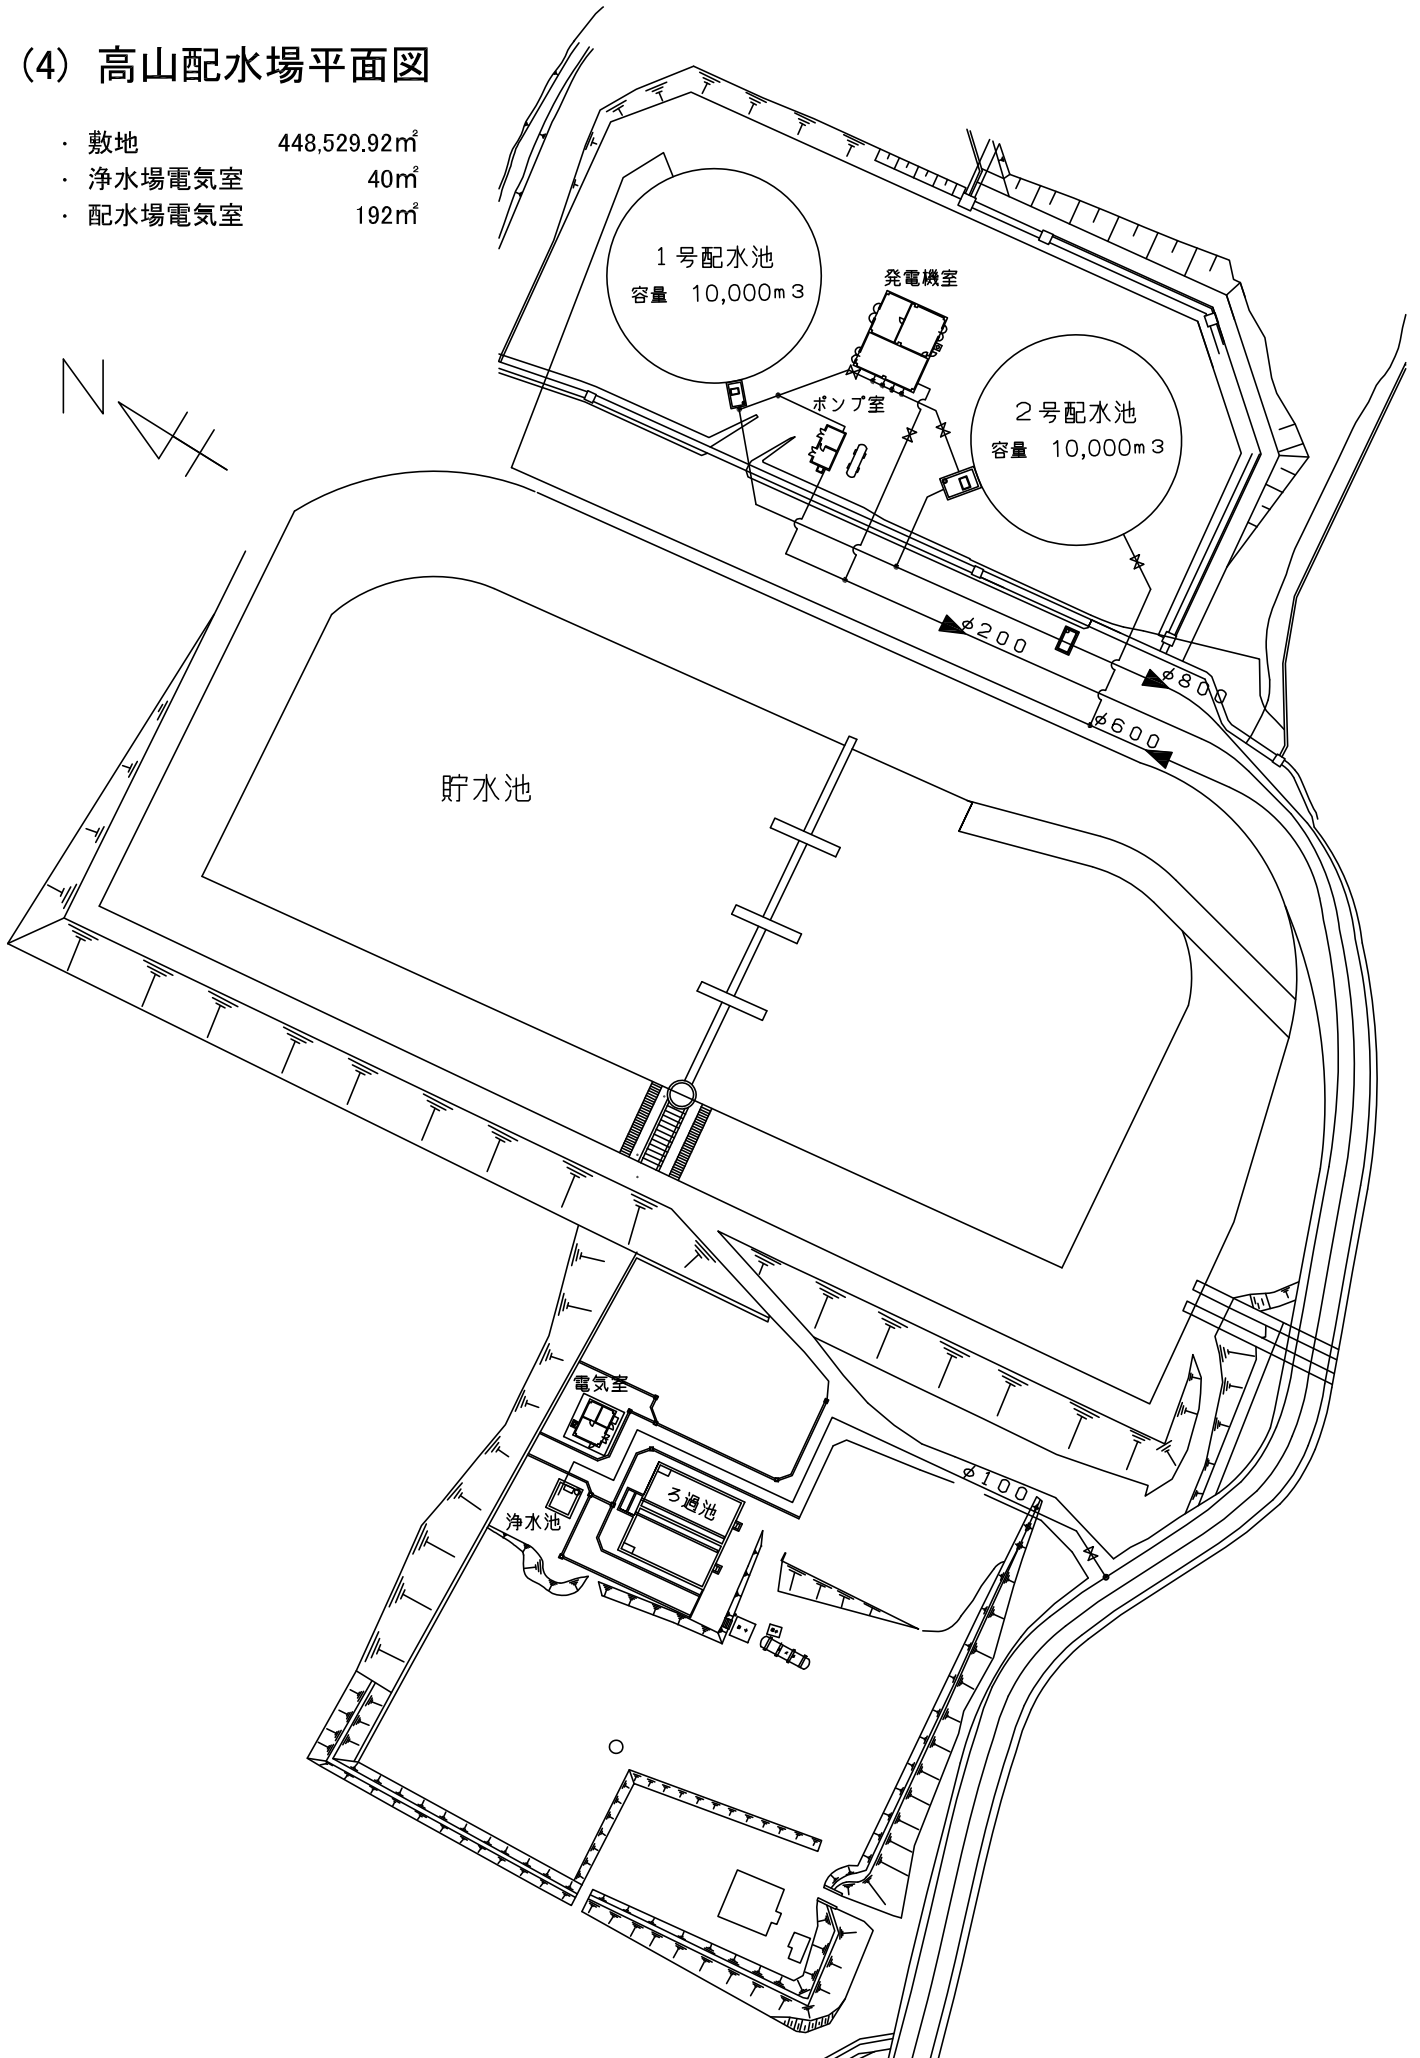 (4) 高山配水場平面図
・ 敷地 448,529.92㎡
・ 浄水場電気室 40㎡
・ 配水場電気室 192㎡
1号配水池
容量 10,000m3
発電機室
ポンプ室
2号配水池
容量 10,000m3
N
φ200
φ800
φ600
貯水池
電気室
φ100
ろ過池
浄水池